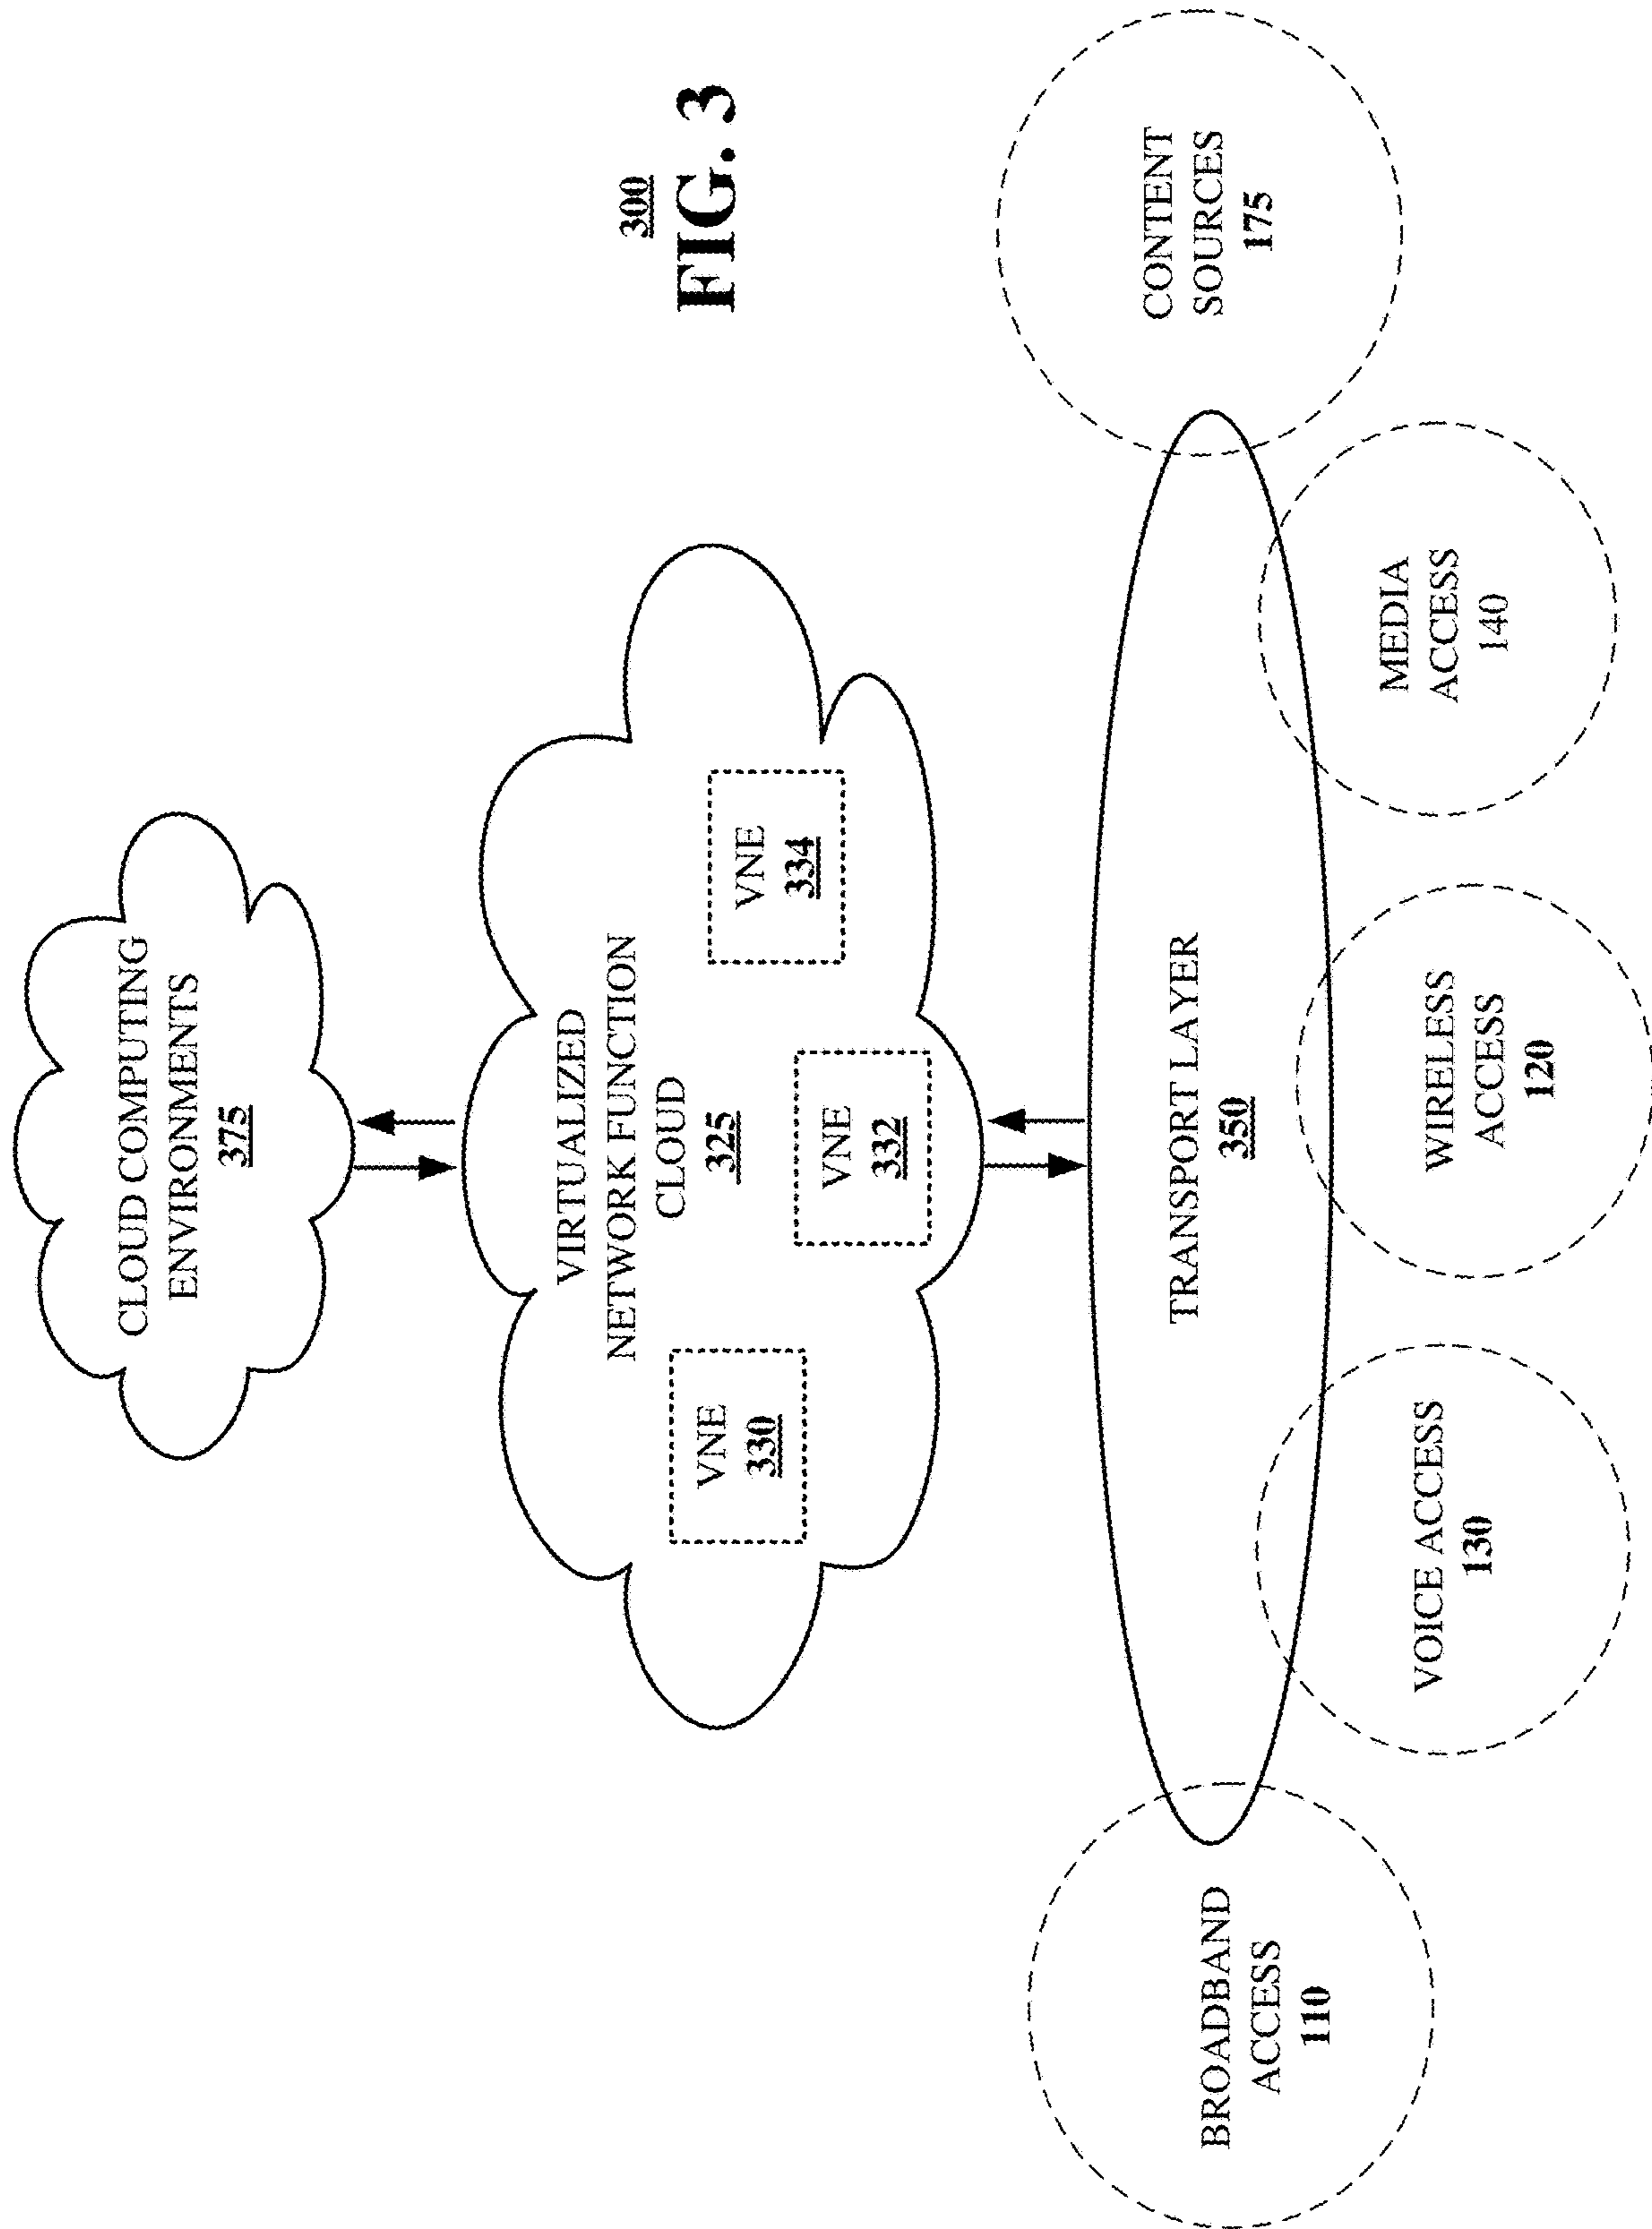 CLOUD COMPUTING
ENVIRONMENTS
375
VIRTUALIZED
NETWORK FUNCTION
CLOUD
325
VNE
330
VNE
332
VNE
334
300
FIG. 3
TRANSPORT LAYER
350
BROADBAND
ACCESS
110
VOICE ACCESS
130
WIRELESS
ACCESS
120
MEDIA
ACCESS
140
CONTENT
SOURCES
175